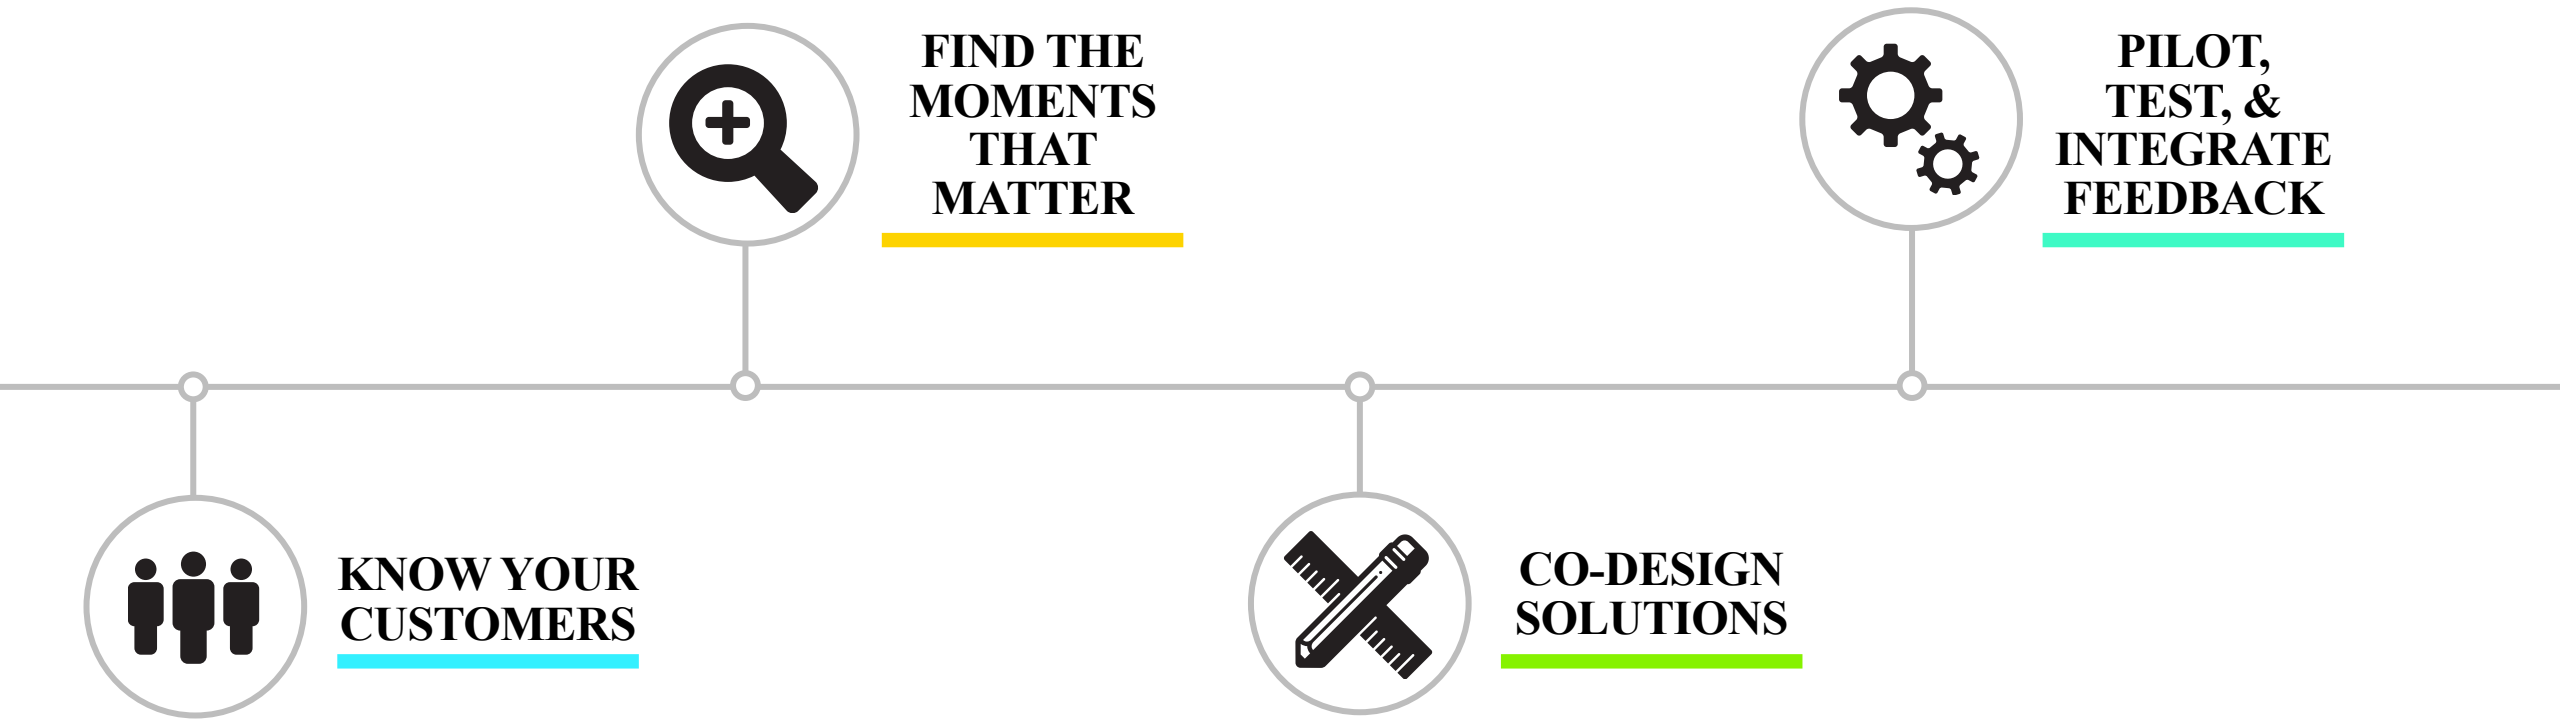 KNOW YOUR
CUSTOMERS
FIND THE
MOMENTS
THAT
MATTER
CO-DESIGN
SOLUTIONS
PILOT,
TEST, &
INTEGRATE
FEEDBACK